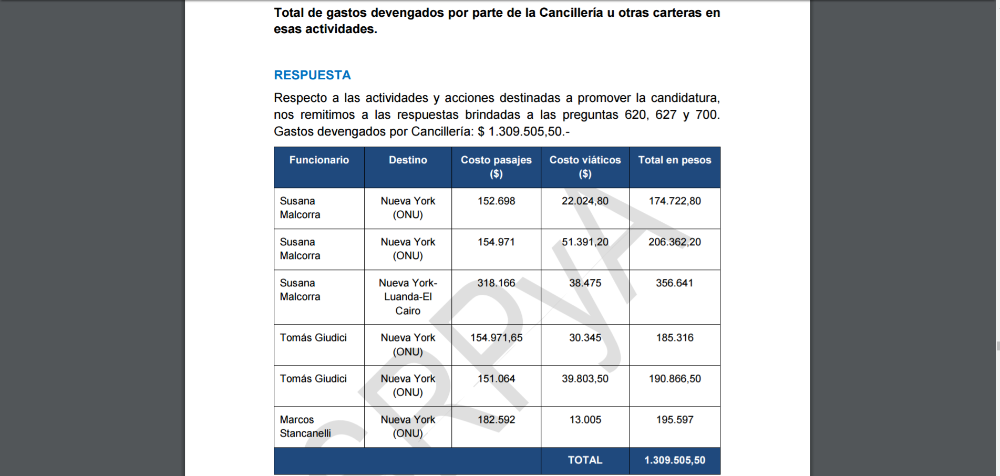 Total de gastos devengados por parte de la Cancillería u otras carteras en
esas actividades.
RESPUESTA
Respecto a las actividades y acciones destinadas a promover la candidatura,
nos remitimos a las respuestas brindadas a las preguntas 620, 627 y 700.
Gastos devengados por Cancillería: $ 1.309.505,50.-
Funcionario Destino Costo pasajes ($) Costo viáticos ($) Total en pesos
Susana Malcorra Nueva York (ONU) 152.698 22.024,80 174.722,80
Susana Malcorra Nueva York (ONU) 154.971 51.391,20 206.362,20
Susana Malcorra Nueva York-Luanda-El Cairo 318.166 38.475 356.641
Tomás Giudici Nueva York (ONU) 154.971,65 30.345 185.316
Tomás Giudici Nueva York (ONU) 151.064 39.803,50 190.866,50
Marcos Stancanelli Nueva York (ONU) 182.592 13.005 195.597
TOTAL 1.309.505,50
GRPyA